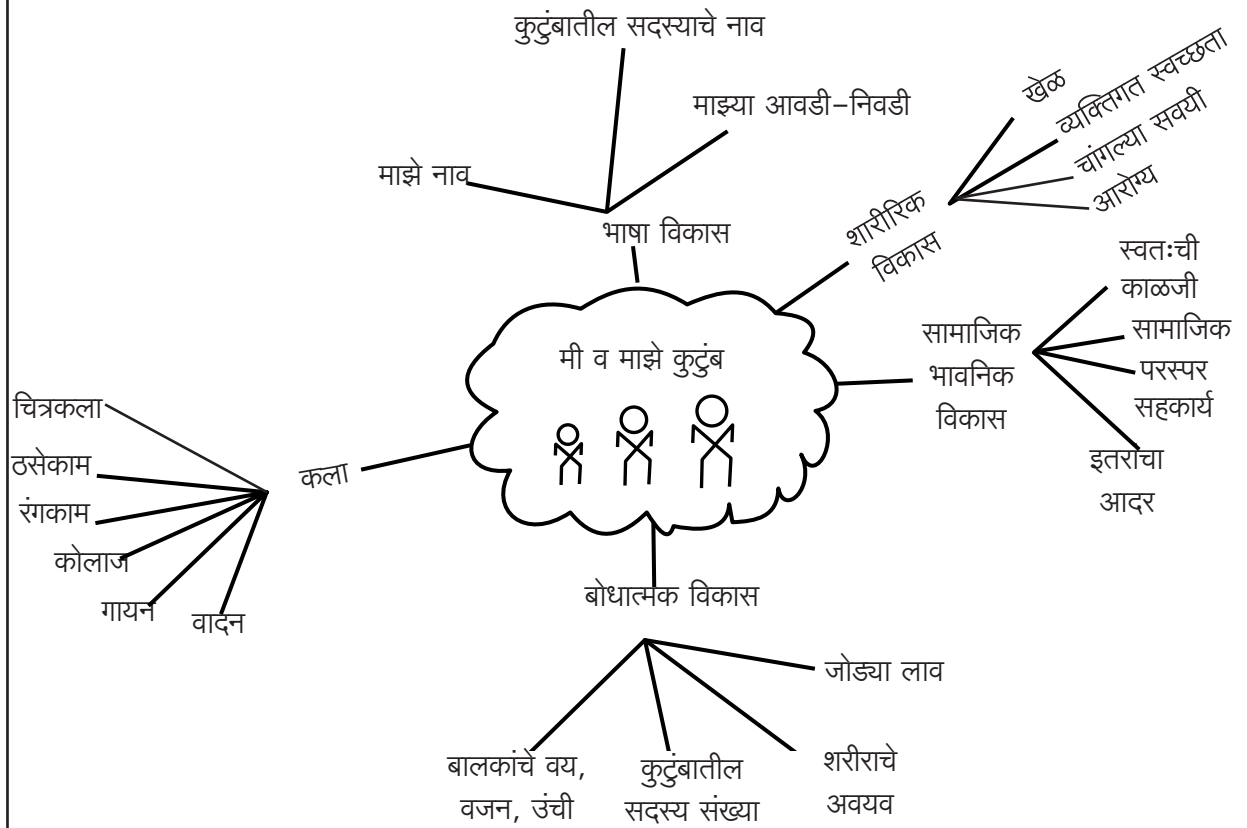 कुटुंबातील सदस्याचे नाव
माझ्या आवडी–निवडी
माझे नाव
भाषा विकास
खेळ
व्यक्तिगत स्वच्छता
चांगल्या सवयी
आरोग्य
शारीरिक
विकास
स्वतःची
काळजी
सामाजिक
परस्पर
सहकार्य
इतरांचा
आदर
सामाजिक
भावनिक
विकास
मी व माझे कुटुंब
चित्रकला
ठसेकाम
रंगकाम
कोलाज
गायन
वादन
कला
बोधात्मक विकास
जोड्या लाव
बालकांचे वय,
वजन, उंची
कुटुंबातील
सदस्य संख्या
शरीराचे
अवयव